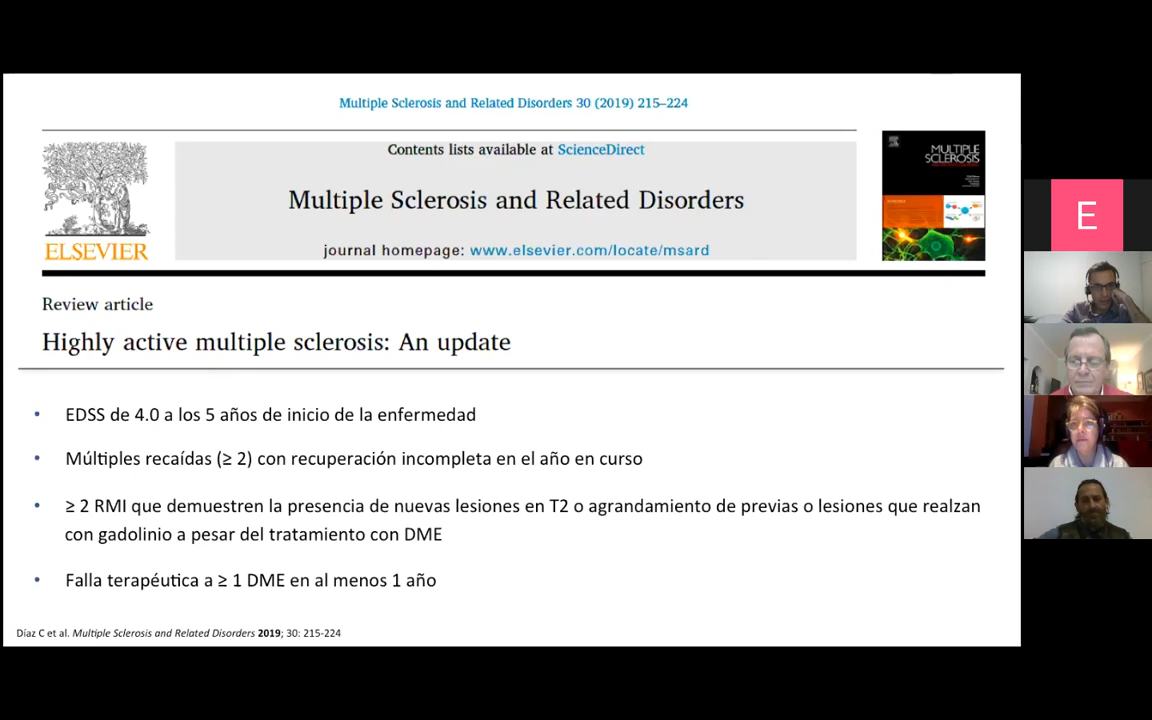 Multiple Sclerosis and Related Disorders 30 (2019) 215–224
Contents lists available at ScienceDirect
Multiple Sclerosis and Related Disorders
journal homepage: www.elsevier.com/locate/msard
ELSEVIER
MULTIPLE
SCLEROSIS
Review article
Highly active multiple sclerosis: An update
• EDSS de 4.0 a los 5 años de inicio de la enfermedad
• Múltiples recaídas (≥ 2) con recuperación incompleta en el año en curso
• ≥ 2 RMI que demuestren la presencia de nuevas lesiones en T2 o agrandamiento de previas o lesiones que realzan
con gadolinio a pesar del tratamiento con DME
• Falla terapéutica a ≥ 1 DME en al menos 1 año
Díaz C et al. Multiple Sclerosis and Related Disorders 2019; 30: 215-224
E